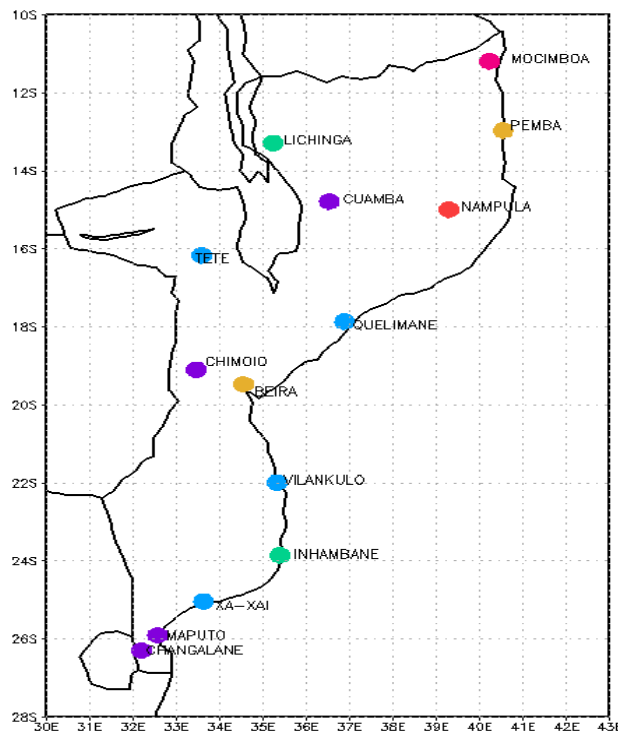 10S
MOCIMBOA
12S
PEMBA
LICHINGA
14S
CUAMBA
NAMPULA
16S
TETE
QUELIMANE
18S
CHIMOIO
BEIRA
20S
22S
VILANKULO
24S
INHAMBANE
XA-XAI
26S
MAPUTO
CHANGALANE
28S
30E 31E 32E 33E 34E 35E 36E 37E 38E 39E 40E 41E 42E 43E